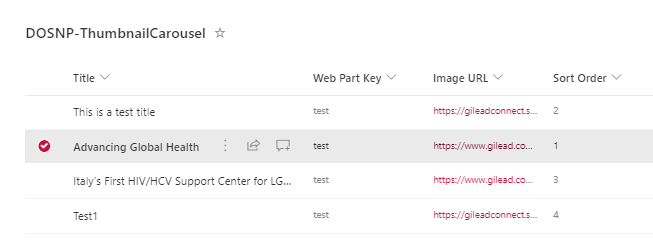 DOSNP-ThumbnailCarousel
Title Web Part Key Image URL Sort Order
This is a test title test https://gileadconnect.s... 2
Advancing Global Health test https://www.gilead.co... 1
Italy's First HIV/HCV Support Center for LG... test https://www.gilead.co... 3
Test1 test https://gileadconnect.s... 4